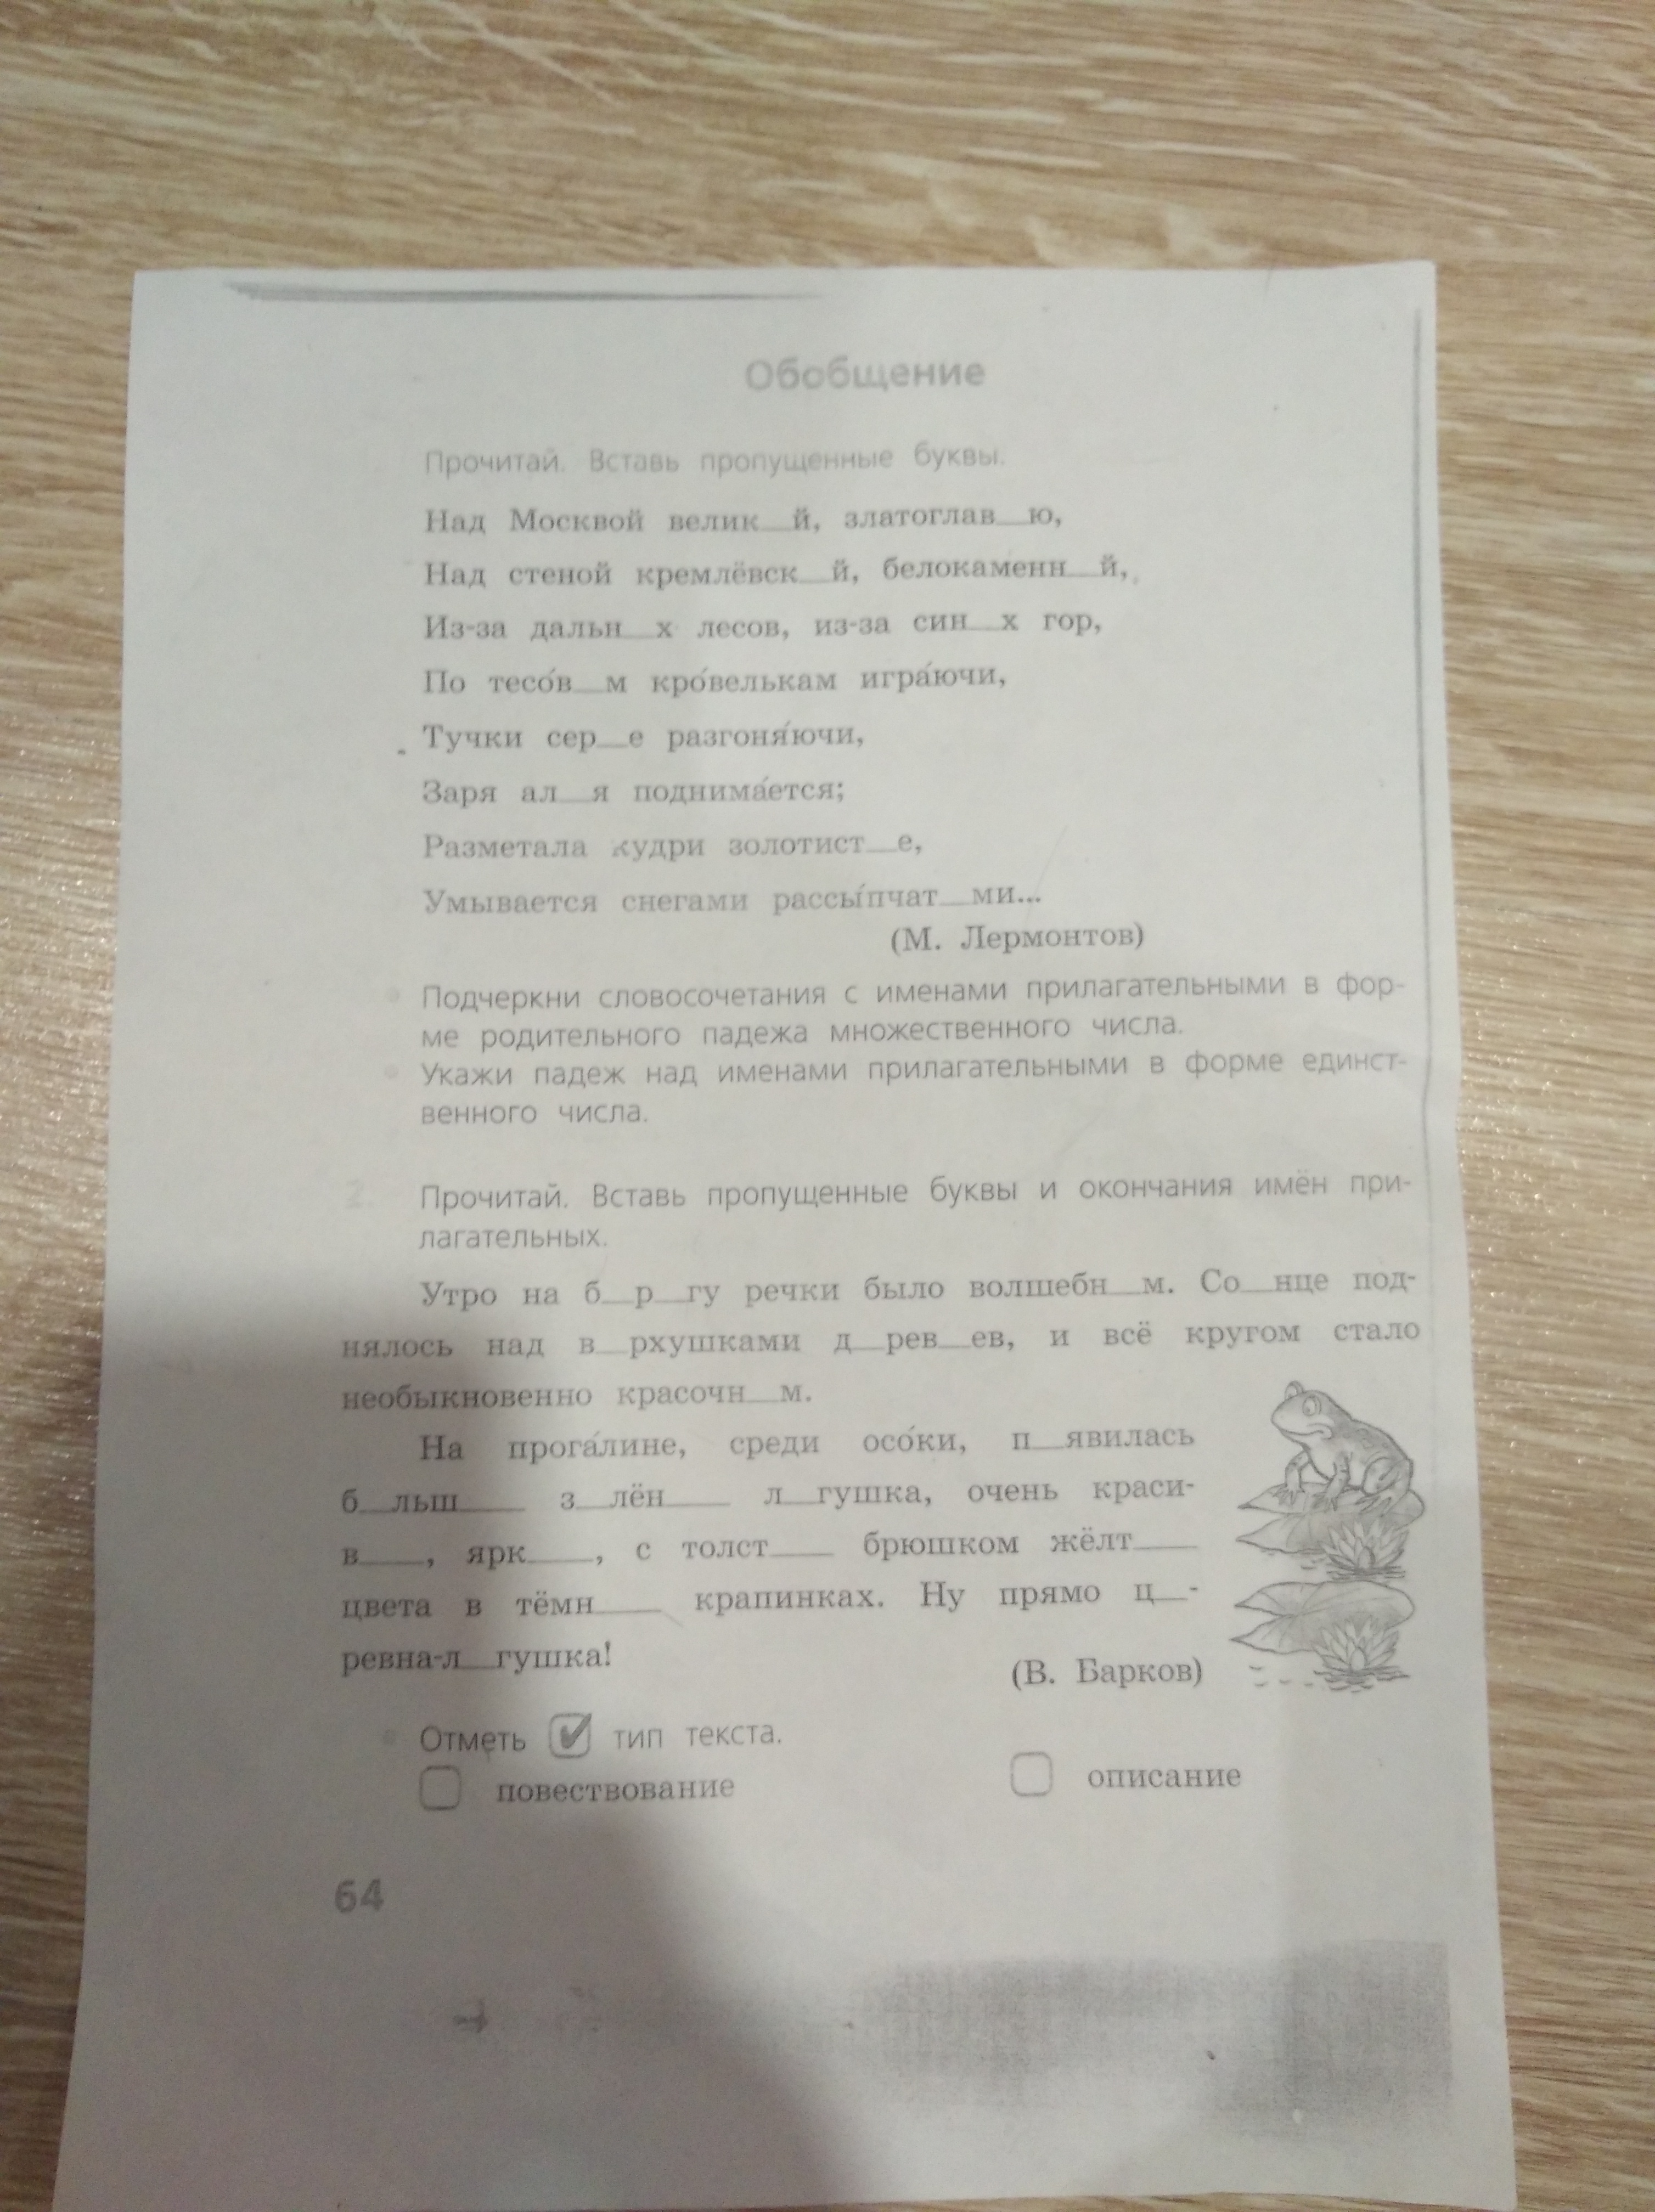 Обобщение
Прочитай. Вставь пропущенные буквы.
Над Москвой велик__й, златоглав__ю,
Над стеной кремлёвск__й, белокаменн__й,
Из-за дальн__х лесов, из-за син__х гор,
По тесо́в__м кро́велькам игра́ючи,
Тучки сер__е разгоня́ючи,
Заря ал__я поднима́ется;
Разметала кудри золотист__е,
Умывается снегами рассы́пчат__ми...
(М. Лермонтов)
• Подчеркни словосочетания с именами прилагательными в фор-
ме родительного падежа множественного числа.
• Укажи падеж над именами прилагательными в форме единст-
венного числа.
2. Прочитай. Вставь пропущенные буквы и окончания имён при-
лагательных.
Утро на б__р__гу речки было волшебн__м. Со__нце под-
нялось над в__рхушками д__рев__ев, и всё кругом стало
необыкновенно красочн__м.
На прога́лине, среди осо́ки, п__явилась
б__льш____ з__лён____ л__гушка, очень краси-
в____, ярк____, с толст____ брюшком жёлт____
цвета в тёмн____ крапинках. Ну прямо ц__-
ревна-л__гушка!
(В. Барков)
• Отметь ✔ тип текста.
повествование описание
64